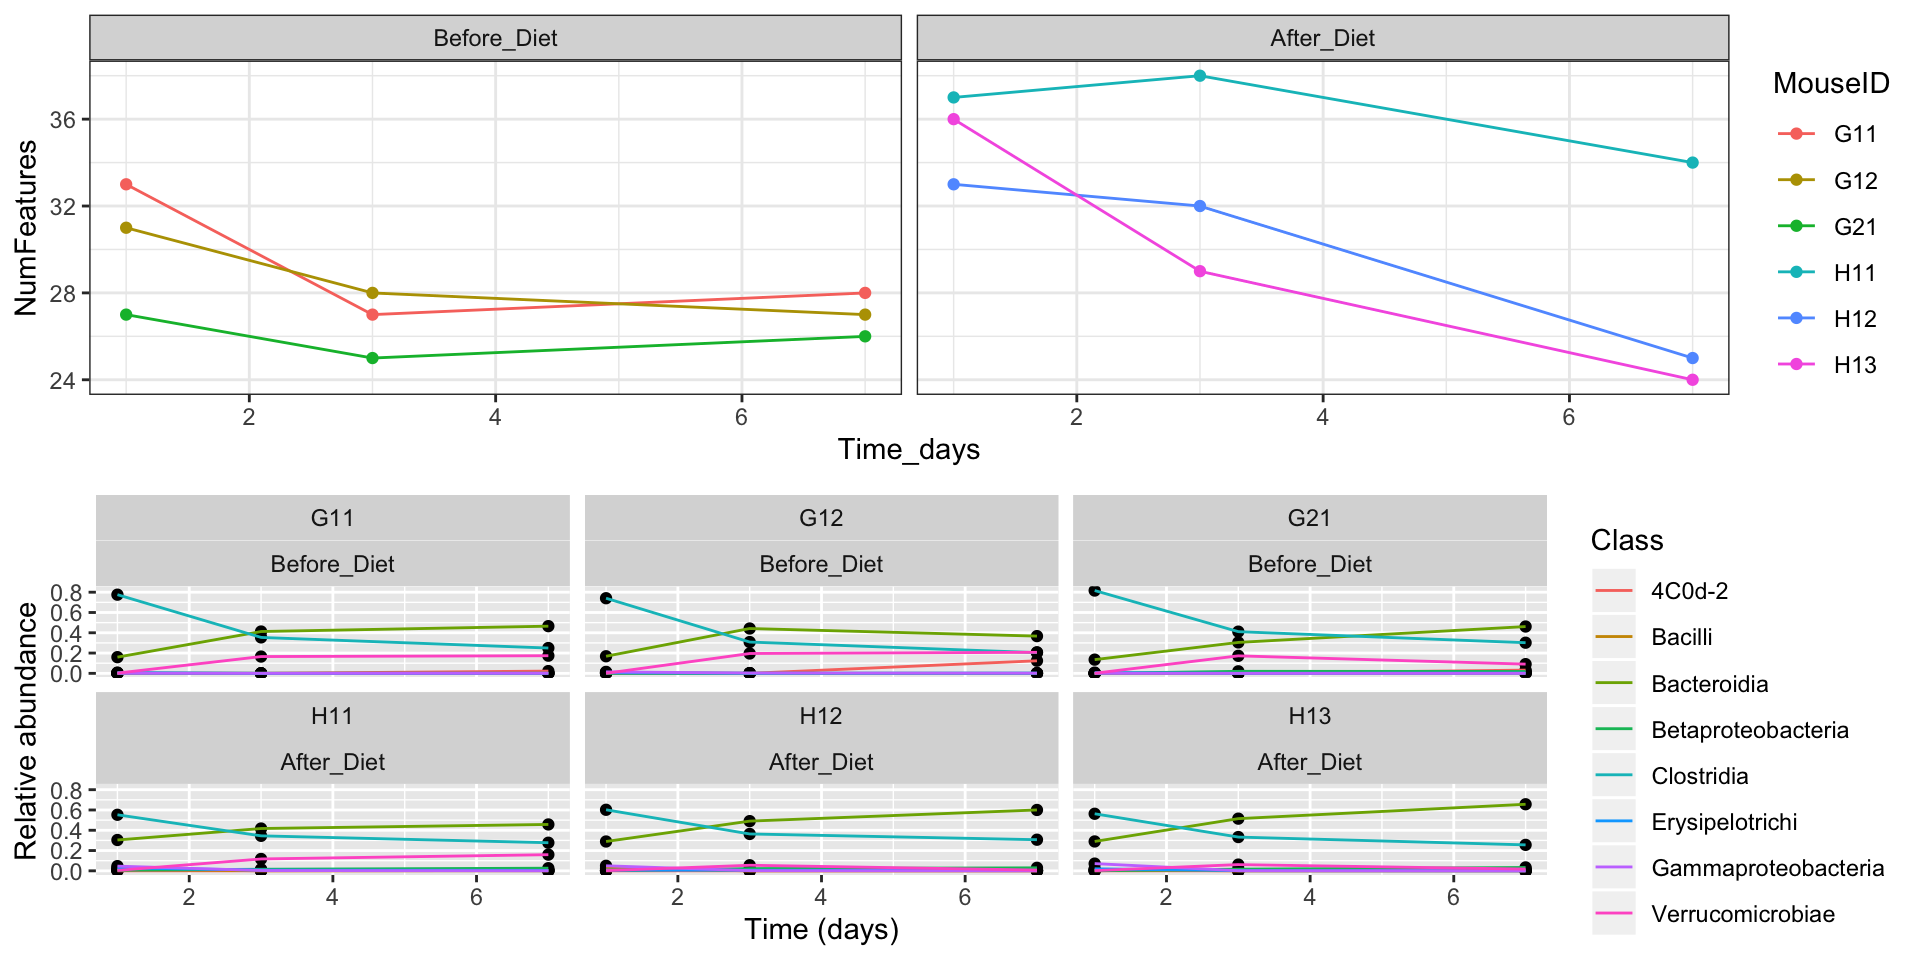 Before_Diet
After_Diet
NumFeatures
36
32
28
24
2
4
6
2
4
6
Time_days
MouseID
G11
G12
G21
H11
H12
H13
G11
G12
G21
Before_Diet
Before_Diet
Before_Diet
0.8
0.6
0.4
0.2
0.0
H11
H12
H13
After_Diet
After_Diet
After_Diet
0.8
0.6
0.4
0.2
0.0
Relative abundance
2
4
6
2
4
6
2
4
6
Time (days)
Class
4C0d-2
Bacilli
Bacteroidia
Betaproteobacteria
Clostridia
Erysipelotrichi
Gammaproteobacteria
Verrucomicrobiae